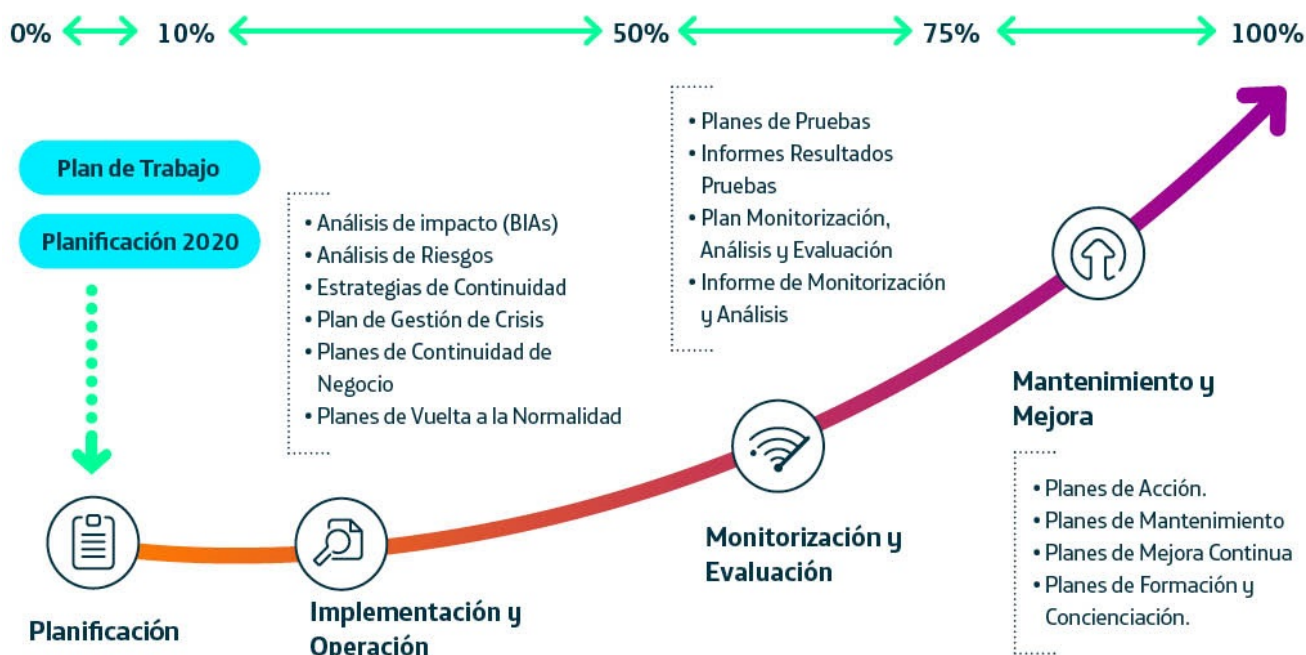 0% 10% 50% 75% 100%
Plan de Trabajo
Planificación 2020
• Análisis de impacto (BIAs)
• Análisis de Riesgos
• Estrategias de Continuidad
• Plan de Gestión de Crisis
• Planes de Continuidad de
Negocio
• Planes de Vuelta a la Normalidad
• Planes de Pruebas
• Informes Resultados
Pruebas
• Plan Monitorización,
Análisis y Evaluación
• Informe de Monitorización
y Análisis
Planificación
Implementación y
Operación
Monitorización y
Evaluación
Mantenimiento y
Mejora
• Planes de Acción.
• Planes de Mantenimiento
• Planes de Mejora Continua
• Planes de Formación y
Concienciación.